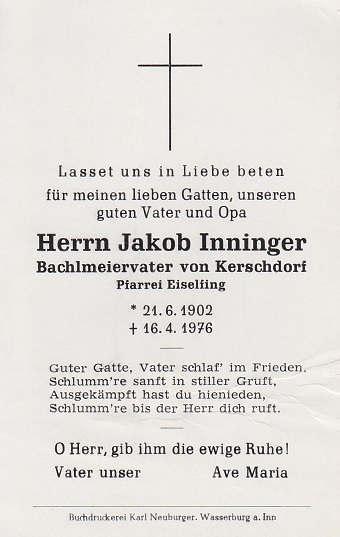 Lasset uns in Liebe beten
für meinen lieben Gatten, unseren
guten Vater und Opa
Herrn Jakob Inninger
Bachlmeiervater von Kerschdorf
Pfarrei Eiselfing
* 21. 6. 1902
† 16. 4. 1976
Guter Gatte, Vater schlaf' im Frieden,
Schlumm're sanft in stiller Gruft,
Ausgekämpft hast du hienieden,
Schlumm're bis der Herr dich ruft.
O Herr, gib ihm die ewige Ruhe!
Vater unser Ave Maria
Buchdruckerei Karl Neuburger, Wasserburg a. Inn